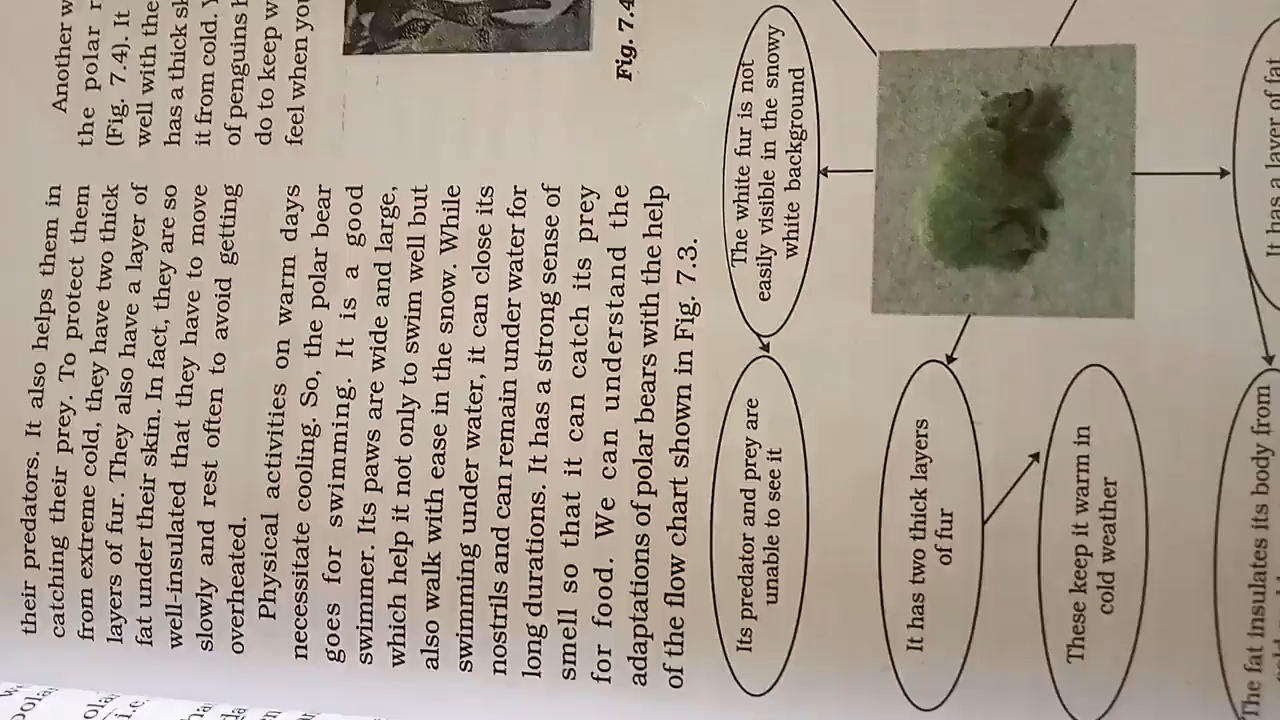 their predators. It also helps them in
catching their prey. To protect them
from extreme cold, they have two thick
layers of fur. They also have a layer of
fat under their skin. In fact, they are so
well-insulated that they have to move
slowly and rest often to avoid getting
overheated.
Physical activities on warm days
necessitate cooling. So, the polar bear
goes for swimming. It is a good
swimmer. Its paws are wide and large,
which help it not only to swim well but
also walk with ease in the snow. While
swimming under water, it can close its
nostrils and can remain under water for
long durations. It has a strong sense of
smell so that it can catch its prey
for food. We can understand the
adaptations of polar bears with the help
of the flow chart shown in Fig. 7.3.
Another
the polar
(Fig. 7.4). It
well with the
has a thick
it from cold.
of penguins
do to keep
feel when you
Fig. 7.4
The white fur is not
easily visible in the snowy
white background
Its predator and prey are
unable to see it
It has two thick layers
of fur
These keep it warm in
cold weather
It has a layer of fat
The fat insulates its body from